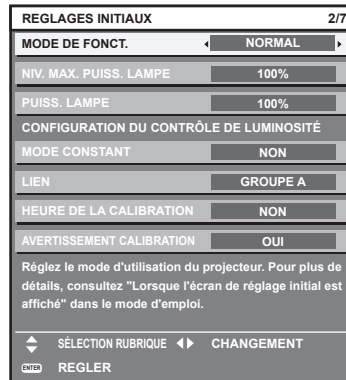 REGLAGES INITIAUX 2/7
MODE DE FONCT. NORMAL
NIV. MAX. PUISS. LAMPE 100%
PUISS. LAMPE 100%
CONFIGURATION DU CONTRÔLE DE LUMINOSITÉ
MODE CONSTANT NON
LIEN GROUPE A
HEURE DE LA CALIBRATION NON
AVERTISSEMENT CALIBRATION OUI
Réglez le mode d'utilisation du projecteur. Pour plus de
détails, consultez "Lorsque l'écran de réglage initial est
affiché" dans le mode d'emploi.
SÉLECTION RUBRIQUE CHANGEMENT
ENTER REGLER